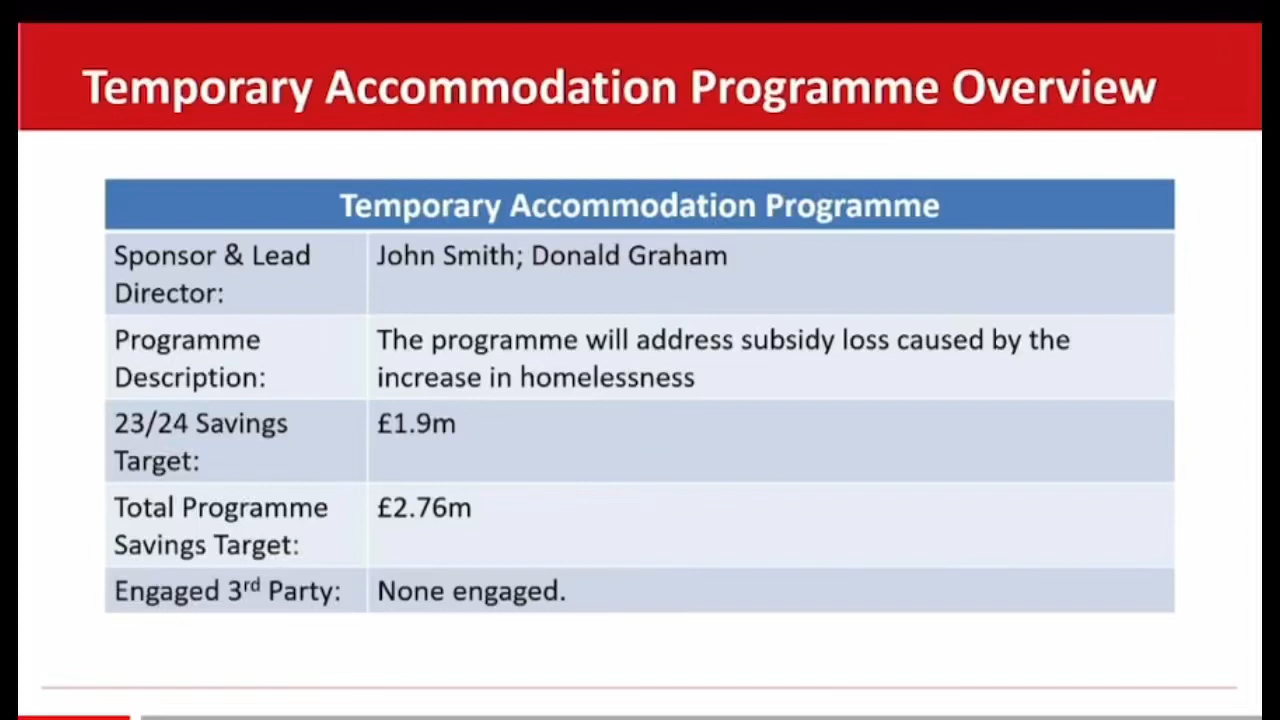 Temporary Accommodation Programme Overview
Temporary Accommodation Programme
Sponsor & Lead
Director:
John Smith; Donald Graham
Programme
Description:
The programme will address subsidy loss caused by the
increase in homelessness
23/24 Savings
Target:
£1.9m
Total Programme
Savings Target:
£2.76m
Engaged 3rd Party:
None engaged.